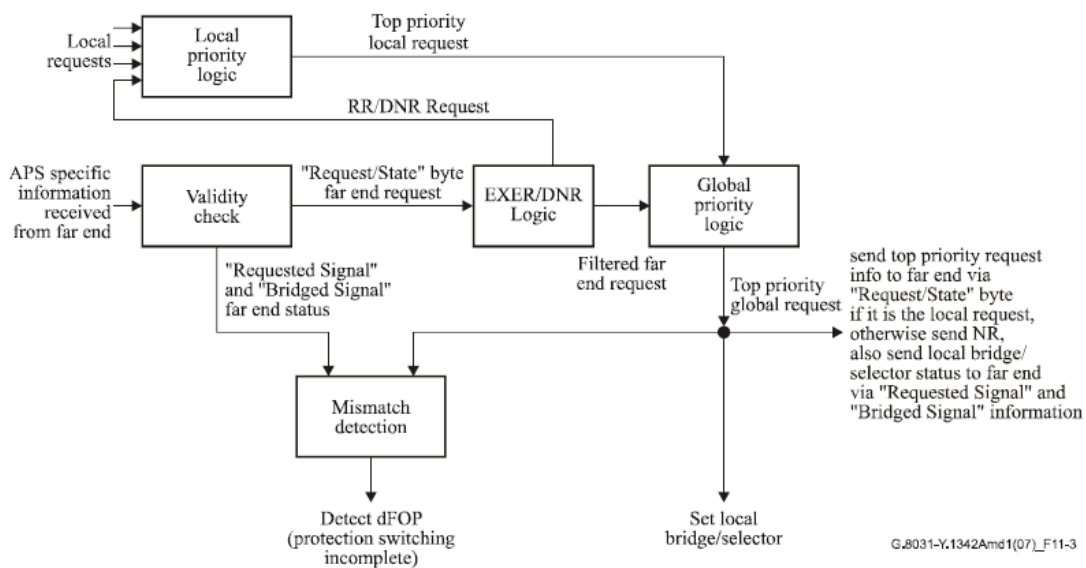 Local
requests
Local
priority
logic
Top priority
local request
RR/DNR Request
APS specific
information
received
from far end
Validity
check
"Request/State" byte
far end request
EXER/DNR
Logic
Global
priority
logic
Filtered far
end request
"Requested Signal"
and "Bridged Signal"
far end status
Top priority
global request
send top priority request
info to far end via
"Request/State" byte
if it is the local request,
otherwise send NR,
also send local bridge/
selector status to far end
via "Requested Signal" and
"Bridged Signal" information
Mismatch
detection
Detect dFOP
(protection switching
incomplete)
Set local
bridge/selector
G.8031-Y.1342Amd1(07)_F11-3